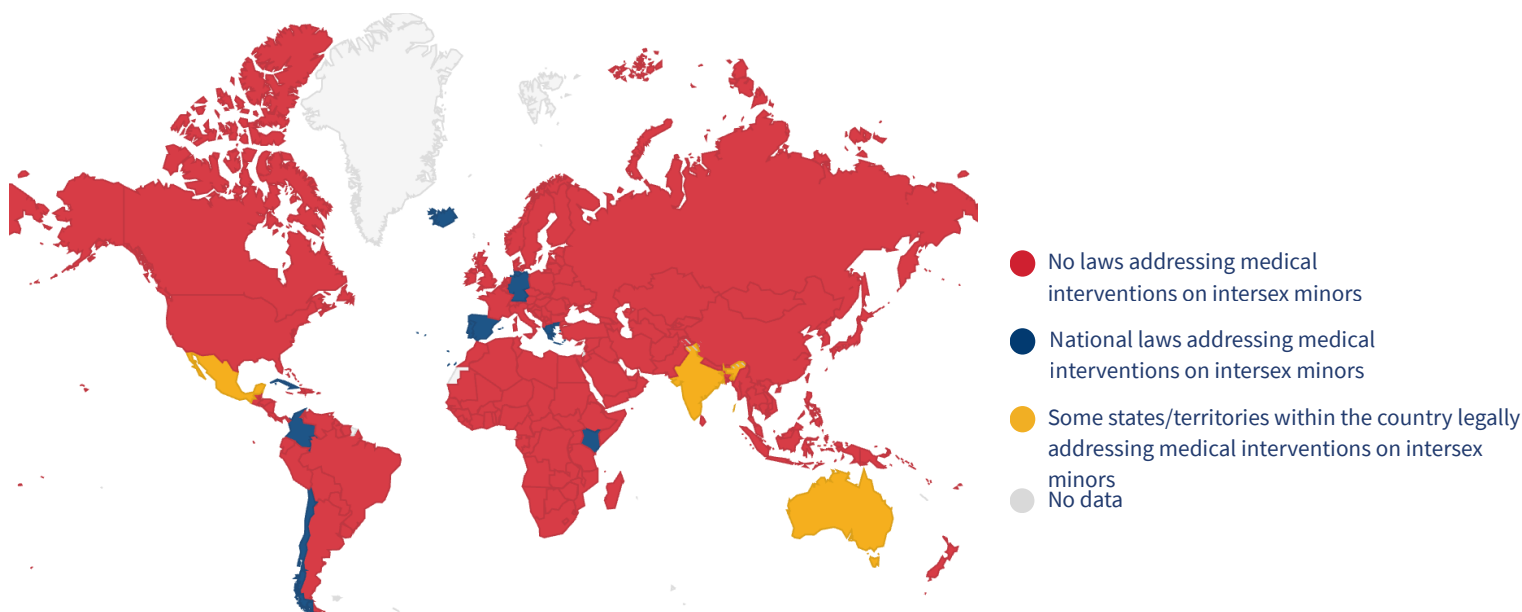 No laws addressing medical
interventions on intersex minors
National laws addressing medical
interventions on intersex minors
Some states/territories within the country legally
addressing medical interventions on intersex
minors
No data